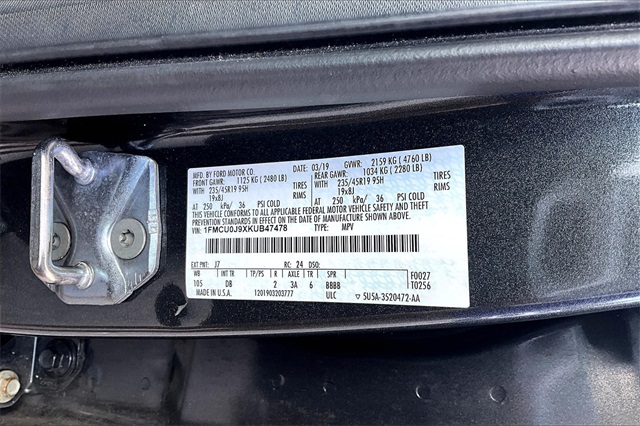 MFD. BY FORD MOTOR CO. DATE: 03/19 GVWR: 2159 KG ( 4760 LB)
FRONT GAWR: 1125 KG ( 2480 LB) REAR GAWR: 1034 KG ( 2280 LB)
WITH 235/45R19 95H TIRES WITH 235/45R19 95H TIRES
19x8J RIMS 19x8J RIMS
AT 250 kPa/ 36 PSI COLD AT 250 kPa/ 36 PSI COLD
THIS VEHICLE CONFORMS TO ALL APPLICABLE FEDERAL MOTOR VEHICLE SAFETY AND THEFT
PREVENTION STANDARDS IN EFFECT ON THE DATE OF MANUFACTURE SHOWN ABOVE.
VIN: 1FMCU0J9XKUB47478 TYPE: MPV
EXT PNT: J7 RC: 24 DSO:
WB INT TR TP/PS R AXLE TR SPR F0027
105 DB 2 3A 6 BBBB T0256
MADE IN U.S.A. 1201903203777 ULC 5U5A-3520472-AA